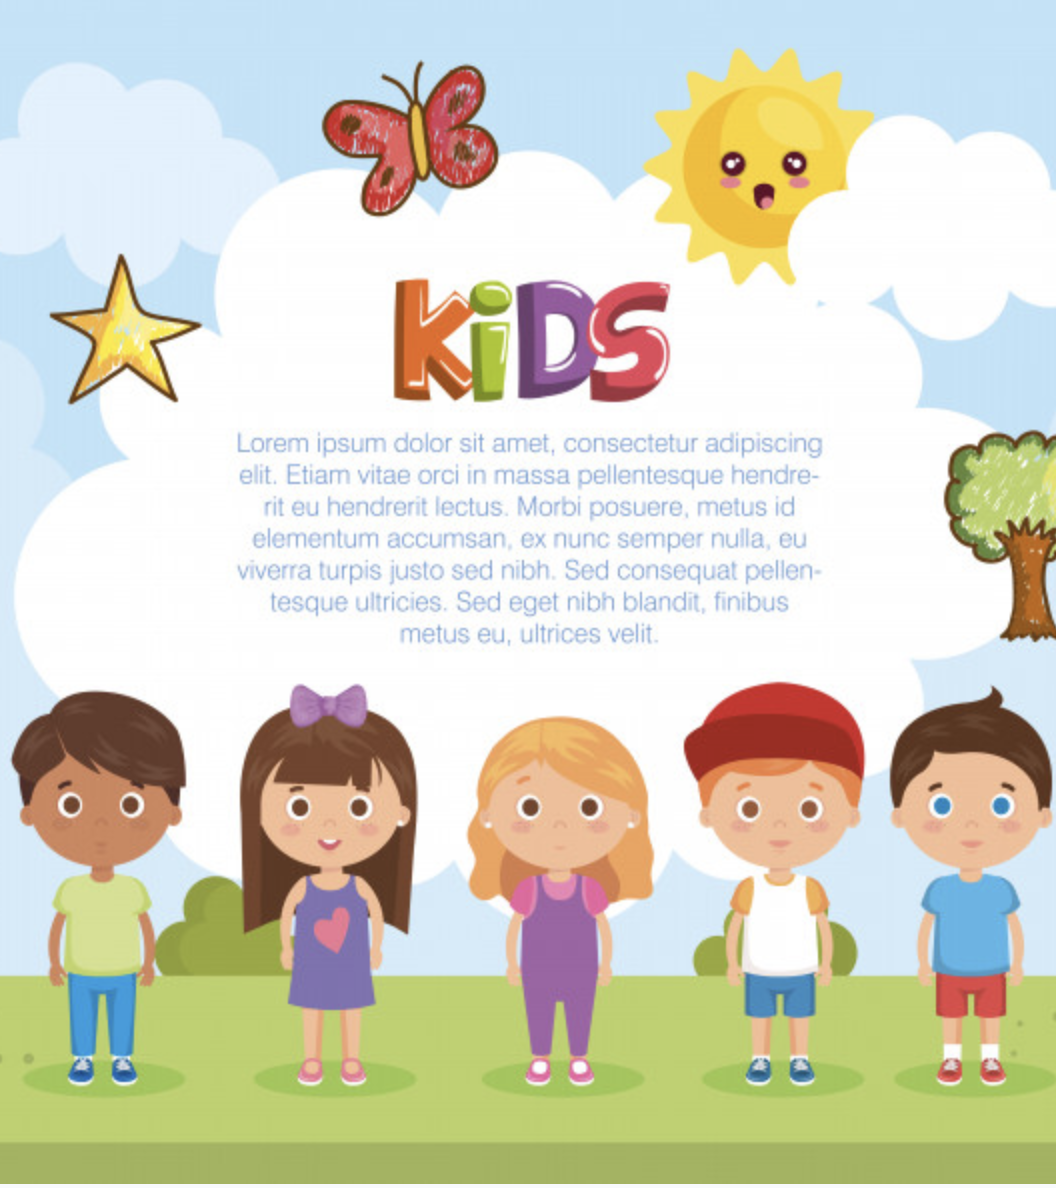 KiDS
Lorem ipsum dolor sit amet, consectetur adipiscing
elit. Etiam vitae orci in massa pellentesque hendre-
rit eu hendrerit lectus. Morbi posuere, metus id
elementum accumsan, ex nunc semper nulla, eu
viverra turpis justo sed nibh. Sed consequat pellen-
tesque ultricies. Sed eget nibh blandit, finibus
metus eu, ultrices velit.